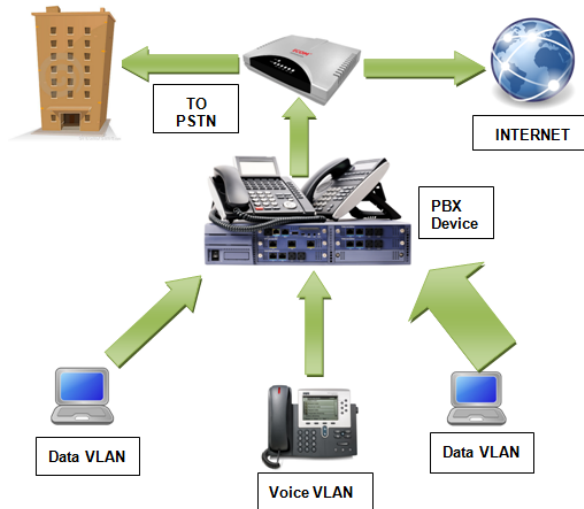 TO
PSTN
INTERNET
PBX
Device
Data VLAN
Voice VLAN
Data VLAN